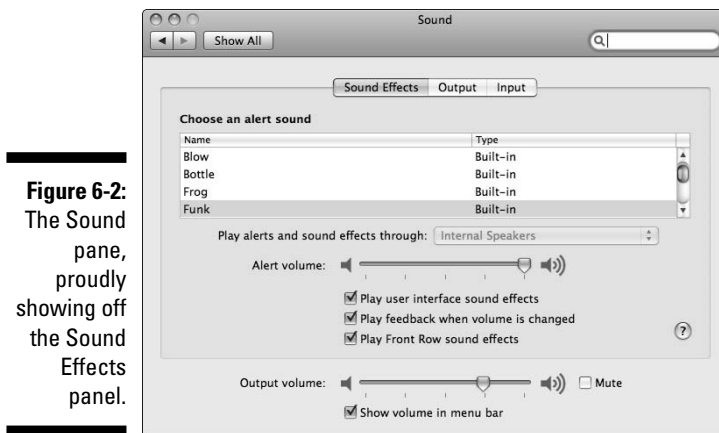 Figure 6-2:
The Sound
pane,
proudly
showing off
the Sound
Effects
panel.
Sound
Show All
Sound Effects Output Input
Choose an alert sound
Name Type
Blow Built-in
Bottle Built-in
Frog Built-in
Funk Built-in
Play alerts and sound effects through: Internal Speakers
Alert volume:
Play user interface sound effects
Play feedback when volume is changed
Play Front Row sound effects
?
Output volume: Mute
Show volume in menu bar